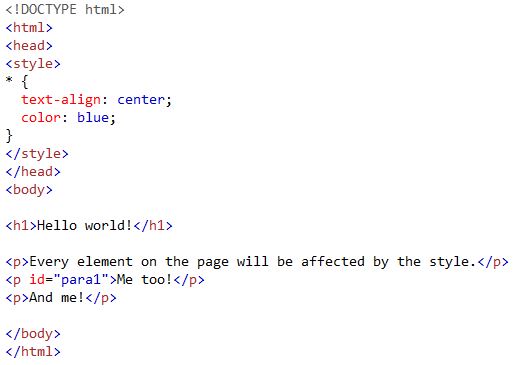 <!DOCTYPE html>
<html>
<head>
<style>
* {
  text-align: center;
  color: blue;
}
</style>
</head>
<body>

<h1>Hello world!</h1>

<p>Every element on the page will be affected by the style.</p>
<p id="para1">Me too!</p>
<p>And me!</p>

</body>
</html>